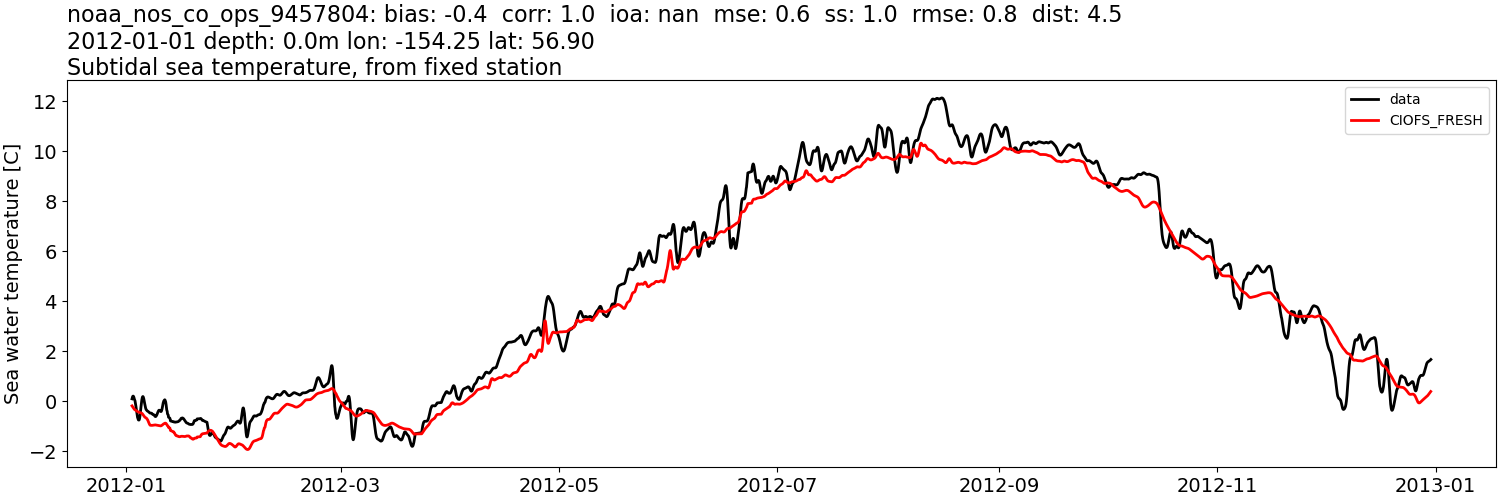 noaa_nos_co_ops_9457804: bias: -0.4  corr: 1.0  ioa: nan  mse: 0.6  ss: 1.0  rmse: 0.8  dist: 4.5
2012-01-01 depth: 0.0m lon: -154.25 lat: 56.90
Subtidal sea temperature, from fixed station
Sea water temperature [C]
12
10
8
6
4
2
0
−2
data
CIOFS_FRESH
2012-01
2012-03
2012-05
2012-07
2012-09
2012-11
2013-01